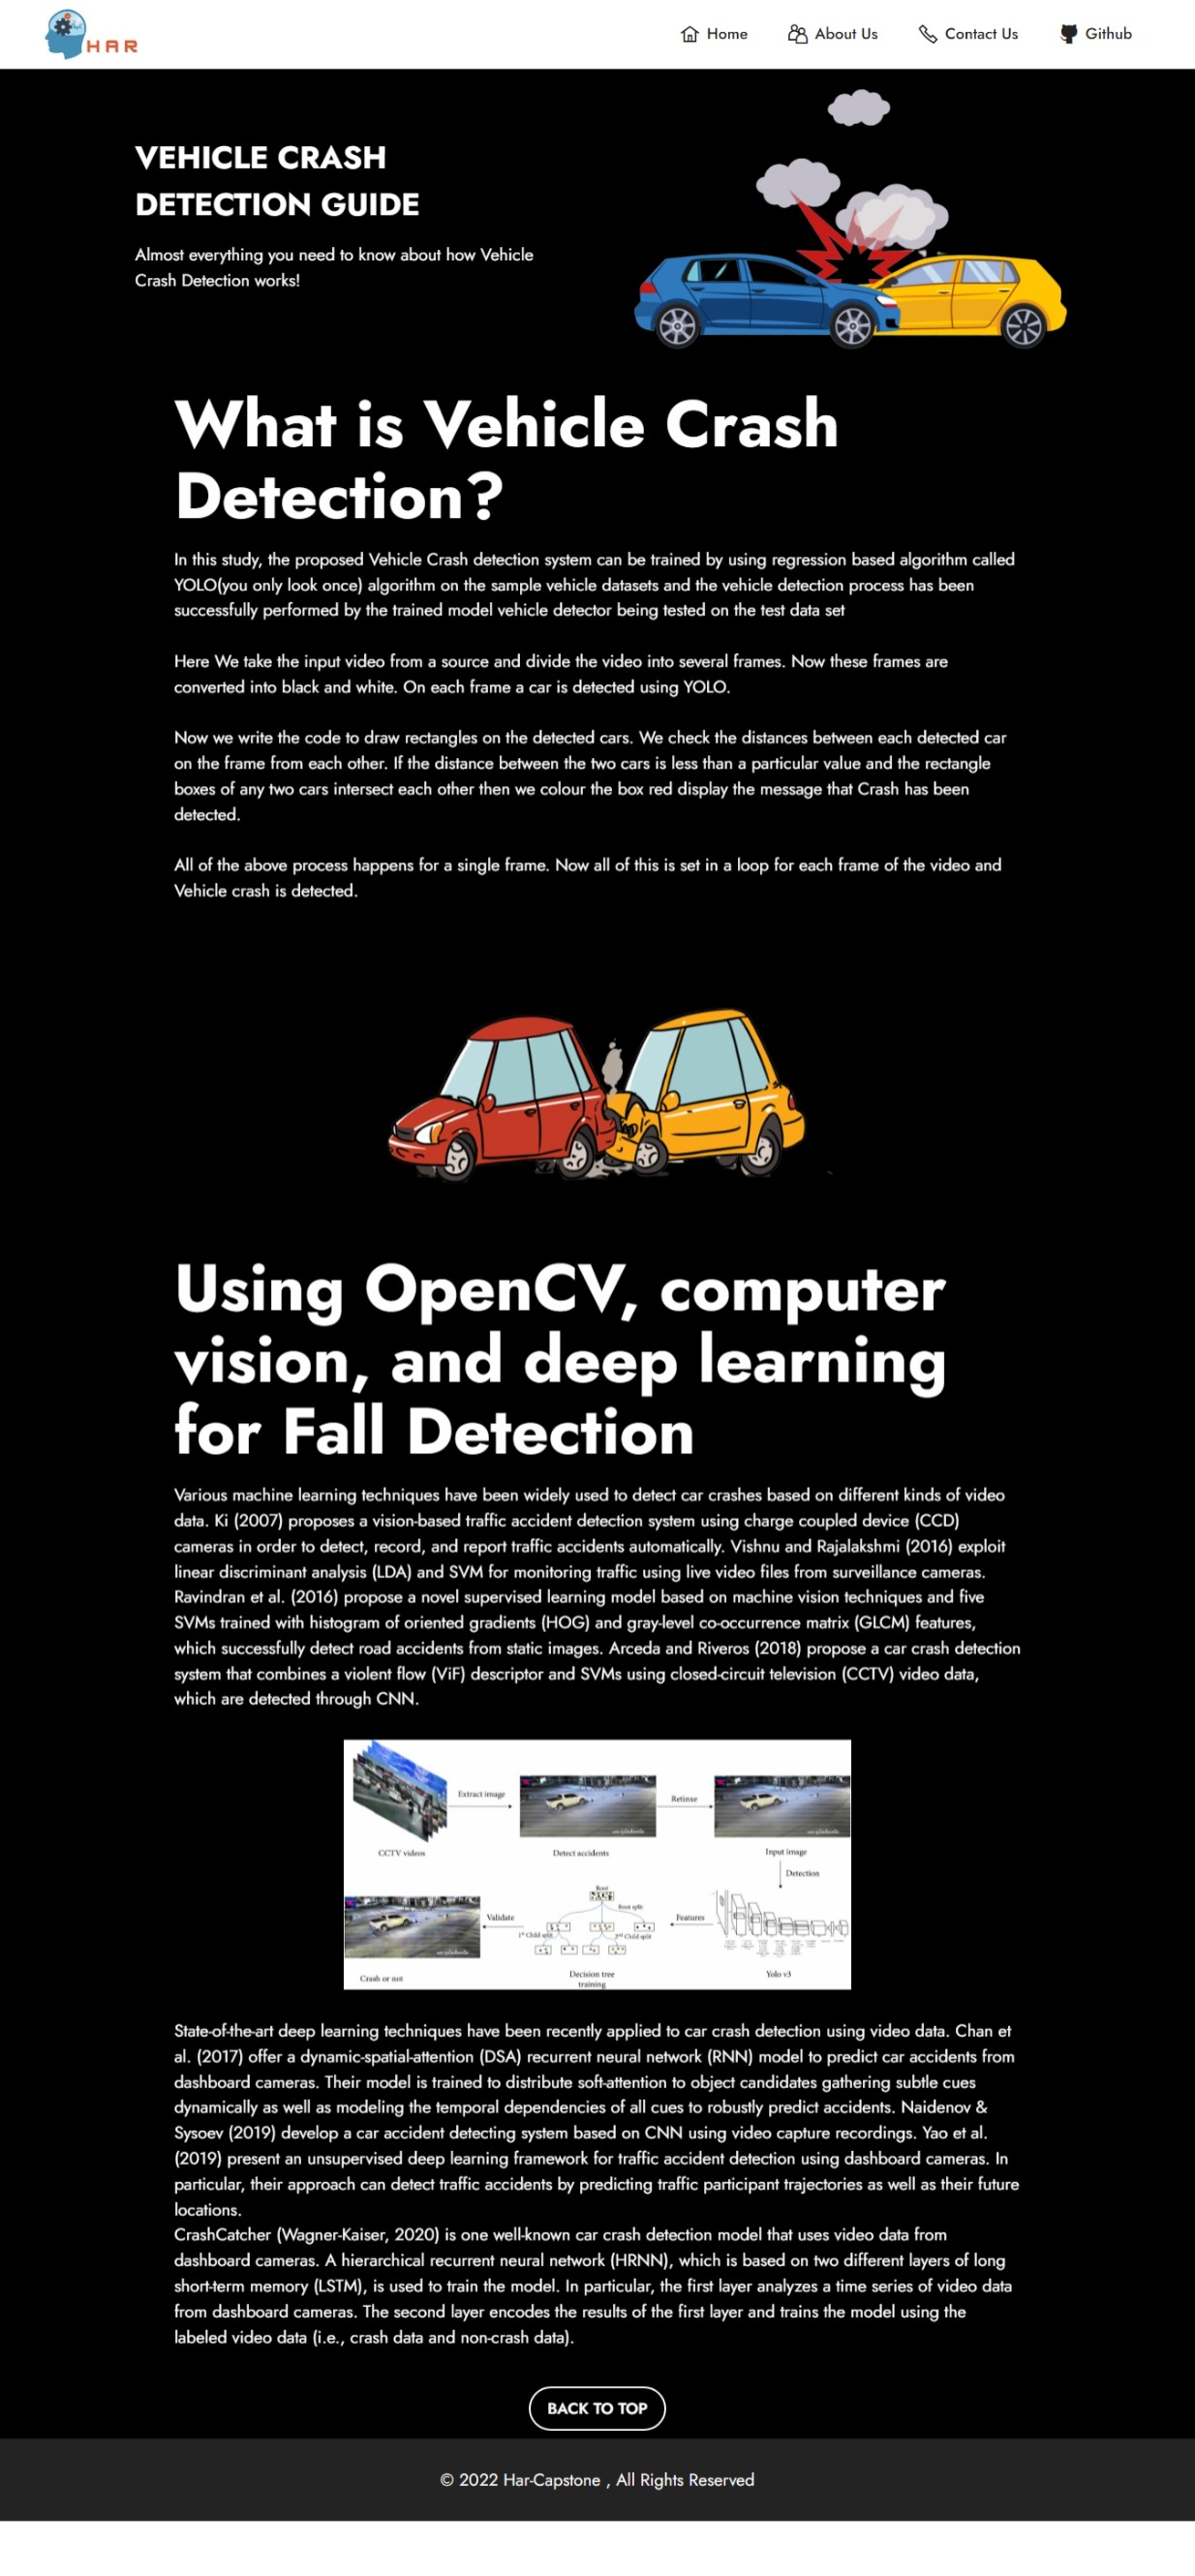 HAR
Home
About Us
Contact Us
Github
VEHICLE CRASH
DETECTION GUIDE
Almost everything you need to know about how Vehicle
Crash Detection works!
What is Vehicle Crash
Detection?
In this study, the proposed Vehicle Crash detection system can be trained by using regression based algorithm called
YOLO(you only look once) algorithm on the sample vehicle datasets and the vehicle detection process has been
successfully performed by the trained model vehicle detector being tested on the test data set
Here We take the input video from a source and divide the video into several frames. Now these frames are
converted into black and white. On each frame a car is detected using YOLO.
Now we write the code to draw rectangles on the detected cars. We check the distances between each detected car
on the frame from each other. If the distance between the two cars is less than a particular value and the rectangle
boxes of any two cars intersect each other then we colour the box red display the message that Crash has been
detected.
All of the above process happens for a single frame. Now all of this is set in a loop for each frame of the video and
Vehicle crash is detected.
Using OpenCV, computer
vision, and deep learning
for Fall Detection
Various machine learning techniques have been widely used to detect car crashes based on different kinds of video
data. Ki (2007) proposes a vision-based traffic accident detection system using charge coupled device (CCD)
cameras in order to detect, record, and report traffic accidents automatically. Vishnu and Rajalakshmi (2016) exploit
linear discriminant analysis (LDA) and SVM for monitoring traffic using live video files from surveillance cameras.
Ravindran et al. (2016) propose a novel supervised learning model based on machine vision techniques and five
SVMs trained with histogram of oriented gradients (HOG) and gray-level co-occurrence matrix (GLCM) features,
which successfully detect road accidents from static images. Arceda and Riveros (2018) propose a car crash detection
system that combines a violent flow (ViF) descriptor and SVMs using closed-circuit television (CCTV) video data,
which are detected through CNN.
Extract image
Retinxe
CCTV videos
Detect accidents
Input image
Detection
Root
Root split
Validate
Features
1st Child split
2nd Child split
Crash or not
Decision tree
training
Yolo v3
State-of-the-art deep learning techniques have been recently applied to car crash detection using video data. Chan et
al. (2017) offer a dynamic-spatial-attention (DSA) recurrent neural network (RNN) model to predict car accidents from
dashboard cameras. Their model is trained to distribute soft-attention to object candidates gathering subtle cues
dynamically as well as modeling the temporal dependencies of all cues to robustly predict accidents. Naidenov &
Sysoev (2019) develop a car accident detecting system based on CNN using video capture recordings. Yao et al.
(2019) present an unsupervised deep learning framework for traffic accident detection using dashboard cameras. In
particular, their approach can detect traffic accidents by predicting traffic participant trajectories as well as their future
locations.
CrashCatcher (Wagner-Kaiser, 2020) is one well-known car crash detection model that uses video data from
dashboard cameras. A hierarchical recurrent neural network (HRNN), which is based on two different layers of long
short-term memory (LSTM), is used to train the model. In particular, the first layer analyzes a time series of video data
from dashboard cameras. The second layer encodes the results of the first layer and trains the model using the
labeled video data (i.e., crash data and non-crash data).
BACK TO TOP
© 2022 Har-Capstone , All Rights Reserved